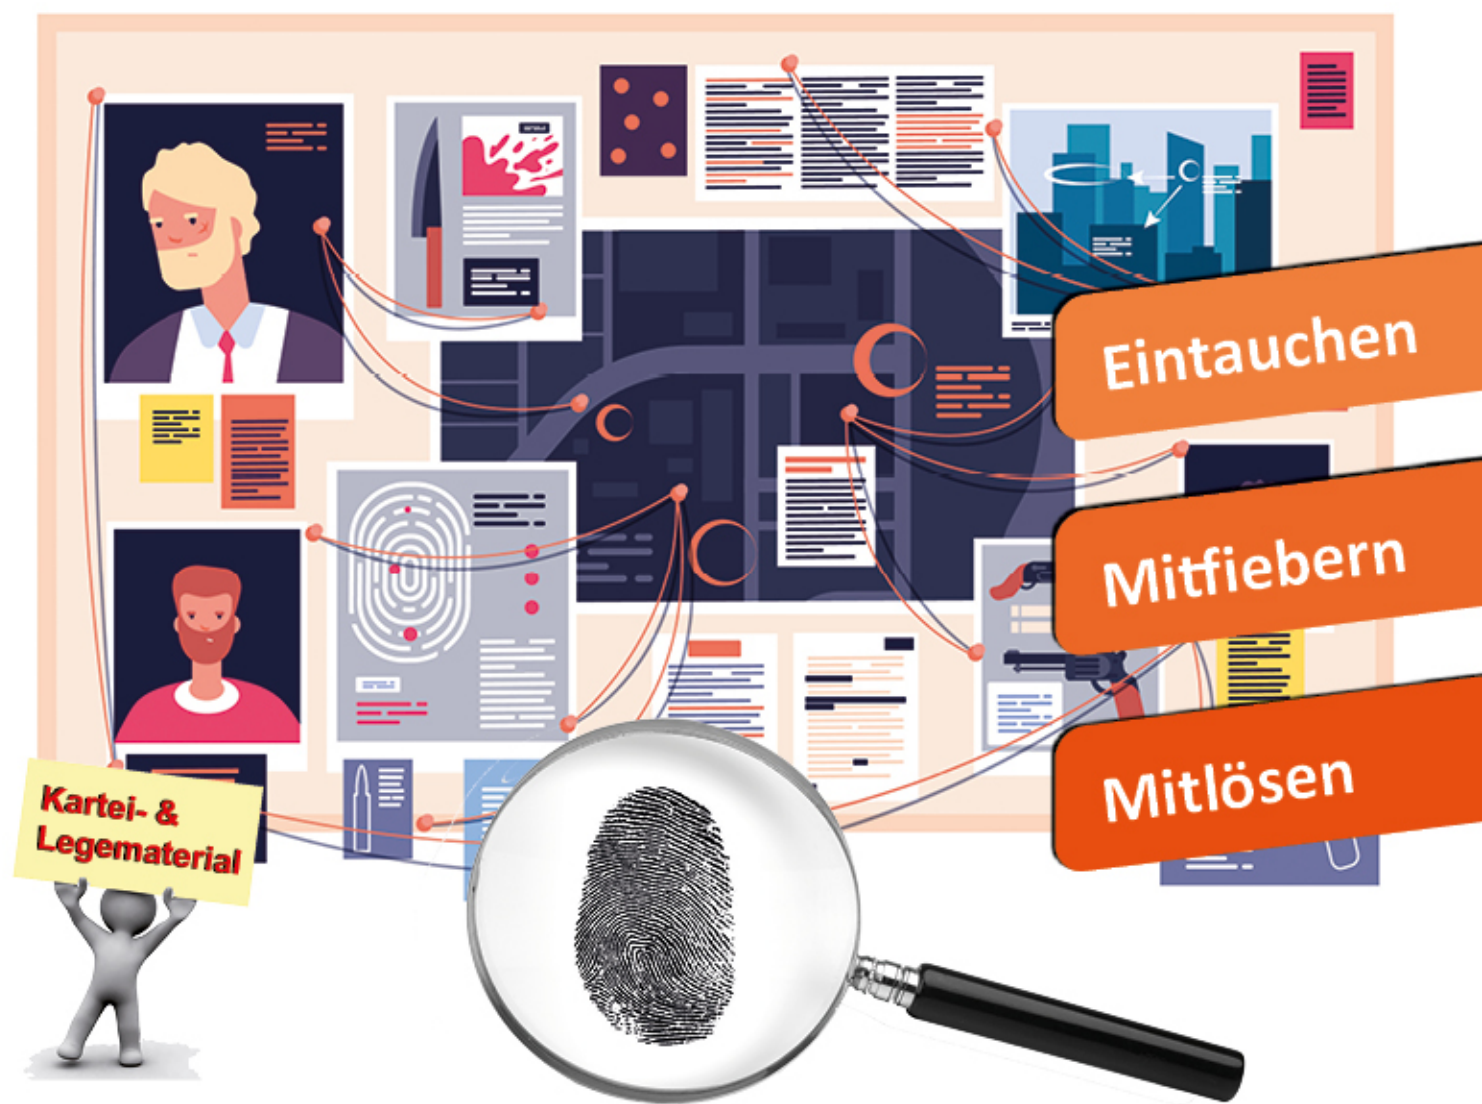 Eintauchen
Mitfiebern
Mitlösen
Kartei- &
Legematerial